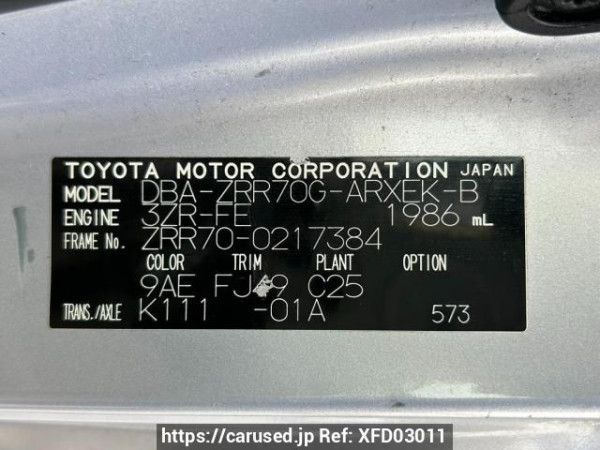 TOYOTA MOTOR CORPORATION JAPAN
MODEL DBA-ZRR70G-ARXEK-B
ENGINE 3ZR-FE 1986 mL
FRAME No. ZRR70-0217384
COLOR TRIM PLANT OPTION
9AE C25
TRANS./AXLE K111 -01A 573
https://carused.jp Ref: XFD03011